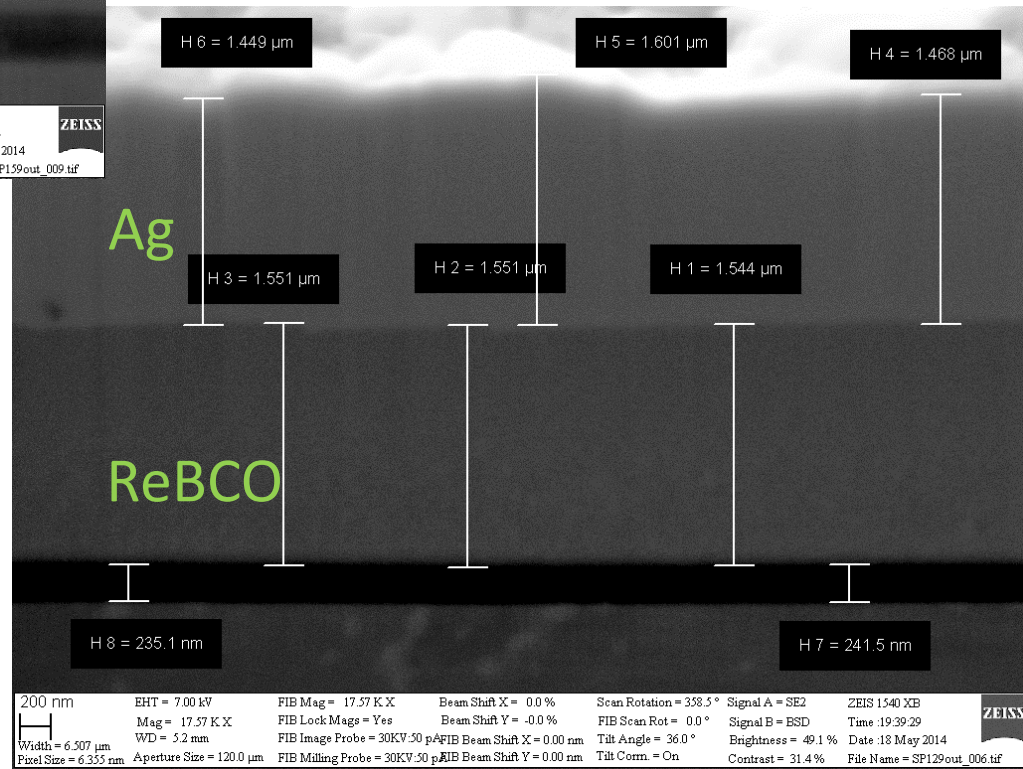 H 6 = 1.449 µm
H 5 = 1.601 µm
H 4 = 1.468 µm
ZEISS
2014
P159out_009.tif
Ag
H 3 = 1.551 µm
H 2 = 1.551 µm
H 1 = 1.544 µm
ReBCO
H 8 = 235.1 nm
H 7 = 241.5 nm
200 nm
Width = 6.507 µm
Pixel Size = 6.355 nm
EHT = 7.00 kV
Mag = 17.57 K X
WD = 5.2 mm
Aperture Size = 120.0 µm
FIB Mag = 17.57 K X
FIB Lock Mags = Yes
FIB Image Probe = 30KV:50 pA
FIB Milling Probe = 30KV:50 pA
Beam Shift X = 0.0 %
Beam Shift Y = -0.0 %
FIB Beam Shift X = 0.00 nm
FIB Beam Shift Y = 0.00 nm
Scan Rotation = 358.5 °
FIB Scan Rot = 0.0 °
Tilt Angle = 36.0 °
Tilt Corrn. = On
Signal A = SE2
Signal B = BSD
Brightness = 49.1 %
Contrast = 31.4 %
ZEIS 1540 XB
Time :19:39:29
Date :18 May 2014
File Name = SP129out_006.tif
ZEISS